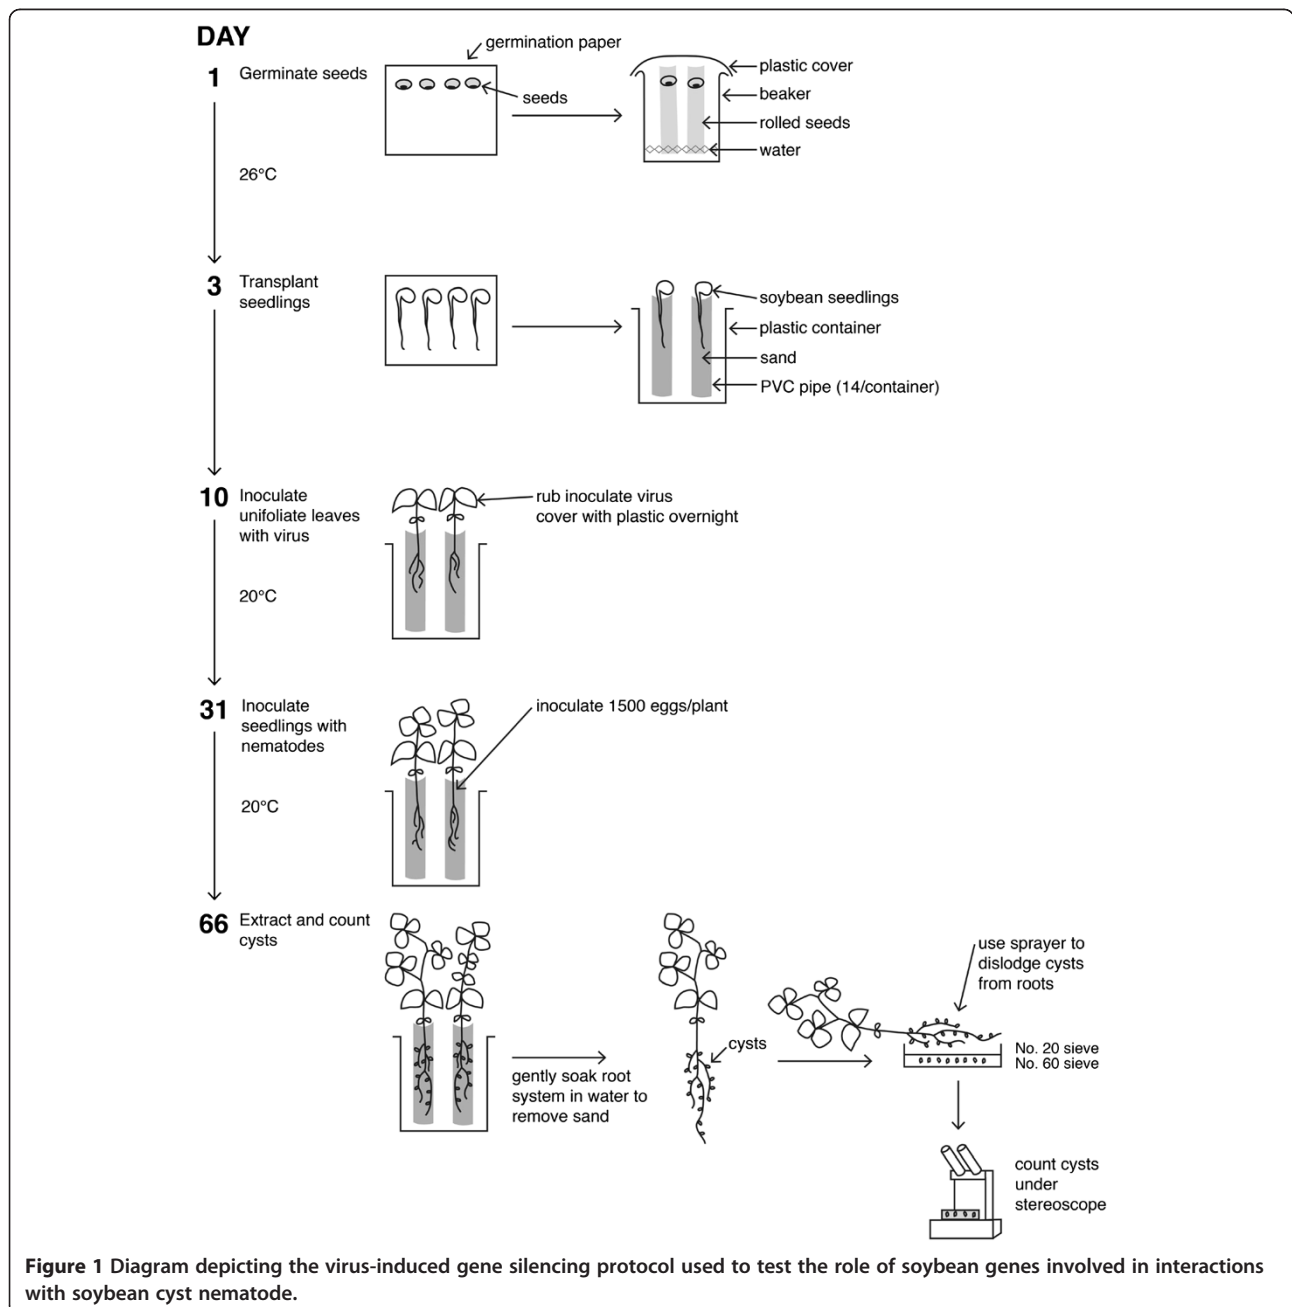 DAY
1 Germinate seeds
germination paper
seeds
plastic cover
beaker
rolled seeds
water
26°C
3 Transplant
seedlings
soybean seedlings
plastic container
sand
PVC pipe (14/container)
10 Inoculate
unifoliate leaves
with virus
rub inoculate virus
cover with plastic overnight
20°C
31 Inoculate
seedlings with
nematodes
inoculate 1500 eggs/plant
20°C
66 Extract and count
cysts
gently soak root
system in water to
remove sand
cysts
use sprayer to
dislodge cysts
from roots
No. 20 sieve
No. 60 sieve
count cysts
under
stereoscope
Figure 1 Diagram depicting the virus-induced gene silencing protocol used to test the role of soybean genes involved in interactions
with soybean cyst nematode.